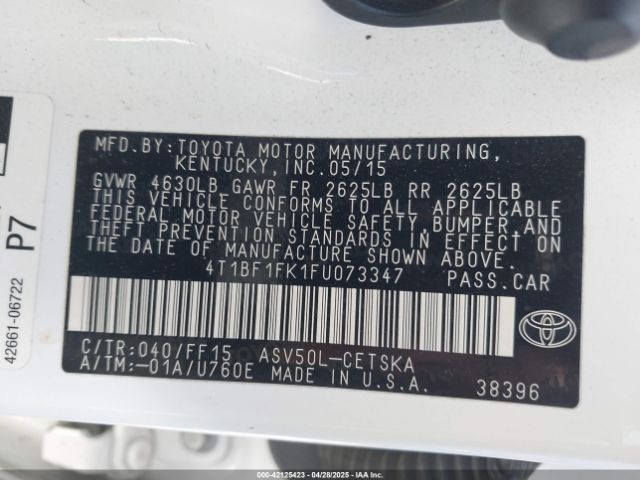 MFD.BY:TOYOTA MOTOR MANUFACTURING,
KENTUCKY,INC.05/15
GVWR 4630LB GAWR FR 2625LB RR 2625LB
THIS VEHICLE CONFORMS TO ALL APPLICABLE
FEDERAL MOTOR VEHICLE SAFETY,BUMPER,AND
THEFT PREVENTION STANDARDS IN EFFECT ON
THE DATE OF MANUFACTURE SHOWN ABOVE.
4T1BF1FK1FU073347 PASS.CAR
C/TR:040/FF15 ASV50L-CETSKA
A/TM:-01A/U760E MADE IN U.S.A.
38396
42661-06722
P7
000-42125423 | 04/28/2025 | IAAI.CA